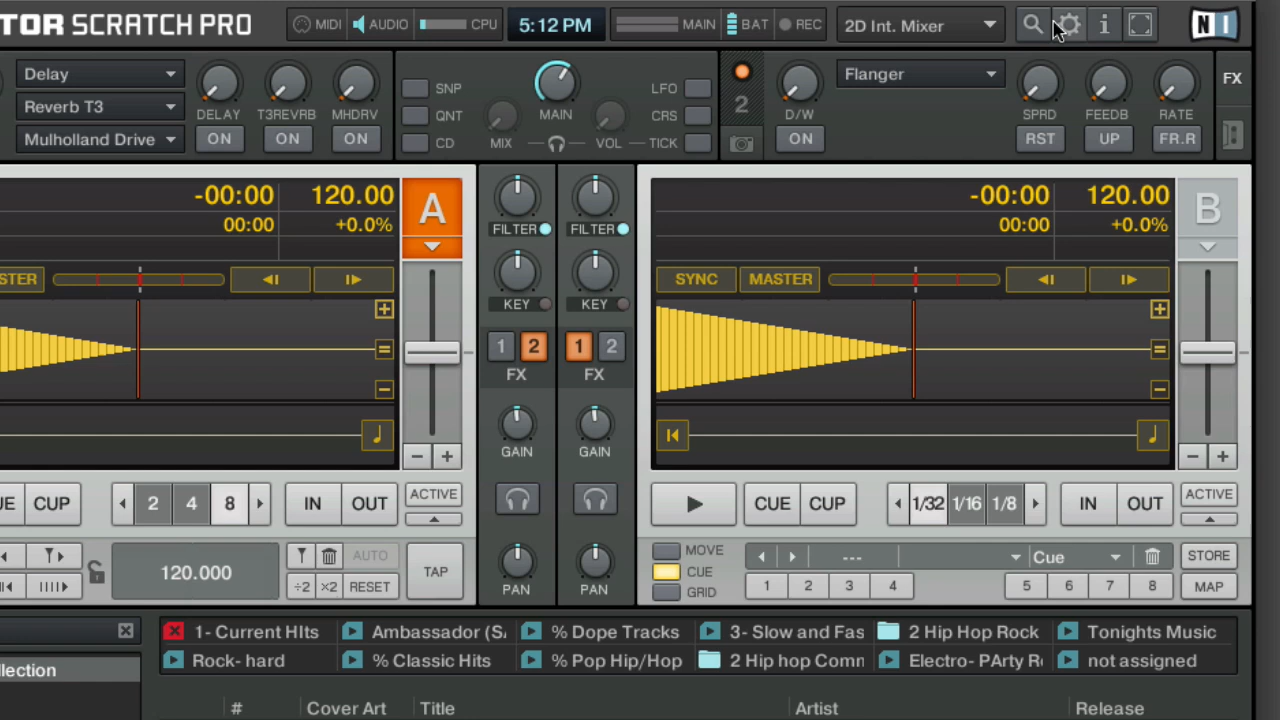 TOR SCRATCH PRO MIDI AUDIO CPU 5:12 PM MAIN BAT REC 2D Int. Mixer i N I
Delay SNP LFO Flanger FX
Reverb T3 DELAY T3REVRB MHDRV QNT MAIN CRS 2 D/W SPRD FEEDB RATE
Mulholland Drive ON ON ON CD MIX VOL TICK ON RST UP FR.R
-00:00 120.00 A -00:00 120.00 B
00:00 +0.0% FILTER FILTER 00:00 +0.0%
STER SYNC MASTER
KEY KEY
1 2 1 2
FX FX
GAIN GAIN
UE CUP 2 4 8 IN OUT ACTIVE CUE CUP 1/32 1/16 1/8 IN OUT ACTIVE
AUTO MOVE --- Cue STORE
120.000 TAP CUE
÷2 ×2 RESET PAN PAN GRID 1 2 3 4 5 6 7 8 MAP
1- Current HIts Ambassador (S. % Dope Tracks 3- Slow and Fas 2 Hip Hop Rock Tonights Music
llection Rock- hard % Classic Hits % Pop Hip/Hop 2 Hip hop Comm Electro- PArty R not assigned
# Cover Art Title Artist Release